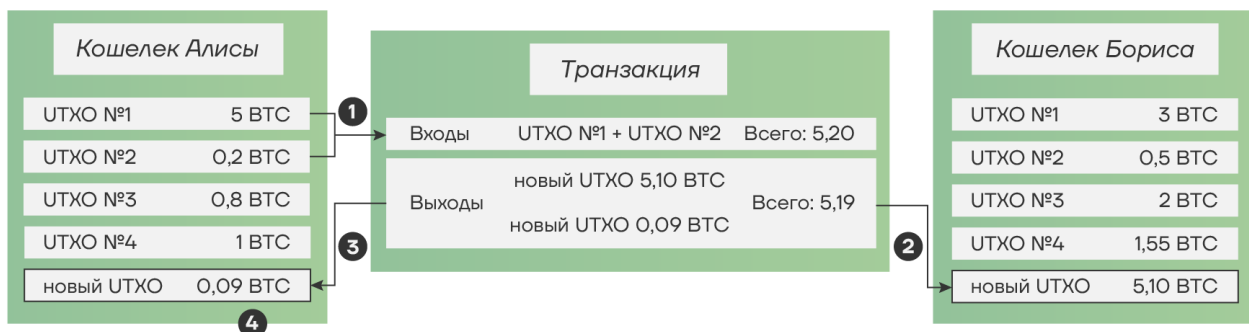 Кошелек Алисы
UTXO №1 5 BTC
UTXO №2 0,2 BTC
UTXO №3 0,8 BTC
UTXO №4 1 BTC
новый UTXO 0,09 BTC
4
1
3
Транзакция
Входы UTXO №1 + UTXO №2 Всего: 5,20
новый UTXO 5,10 BTC
Выходы Всего: 5,19
новый UTXO 0,09 BTC
2
Кошелек Бориса
UTXO №1 3 BTC
UTXO №2 0,5 BTC
UTXO №3 2 BTC
UTXO №4 1,55 BTC
новый UTXO 5,10 BTC